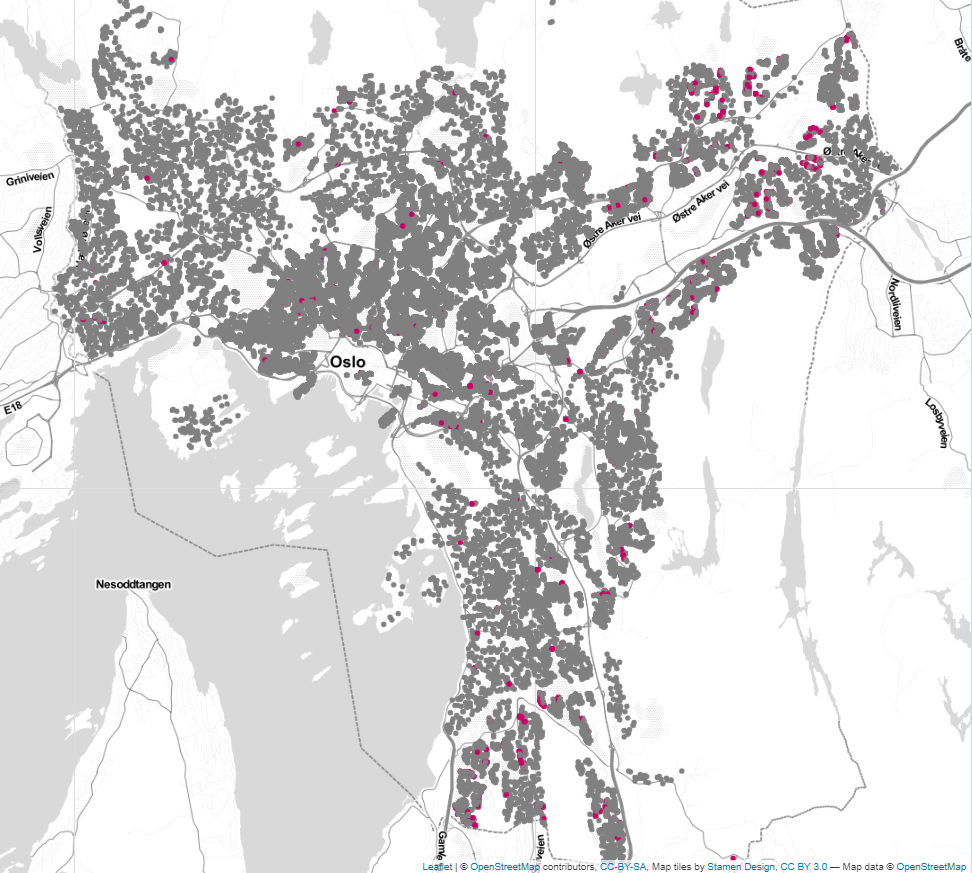 Bråte
Griniveien
Vollsveien
Østre Aker vei
Østre Aker vei
Nordliveien
Oslo
E18
Losbyveien
Nesoddtangen
Gamle
veien
Leaflet | © OpenStreetMap contributors, CC-BY-SA, Map tiles by Stamen Design, CC BY 3.0 — Map data © OpenStreetMap